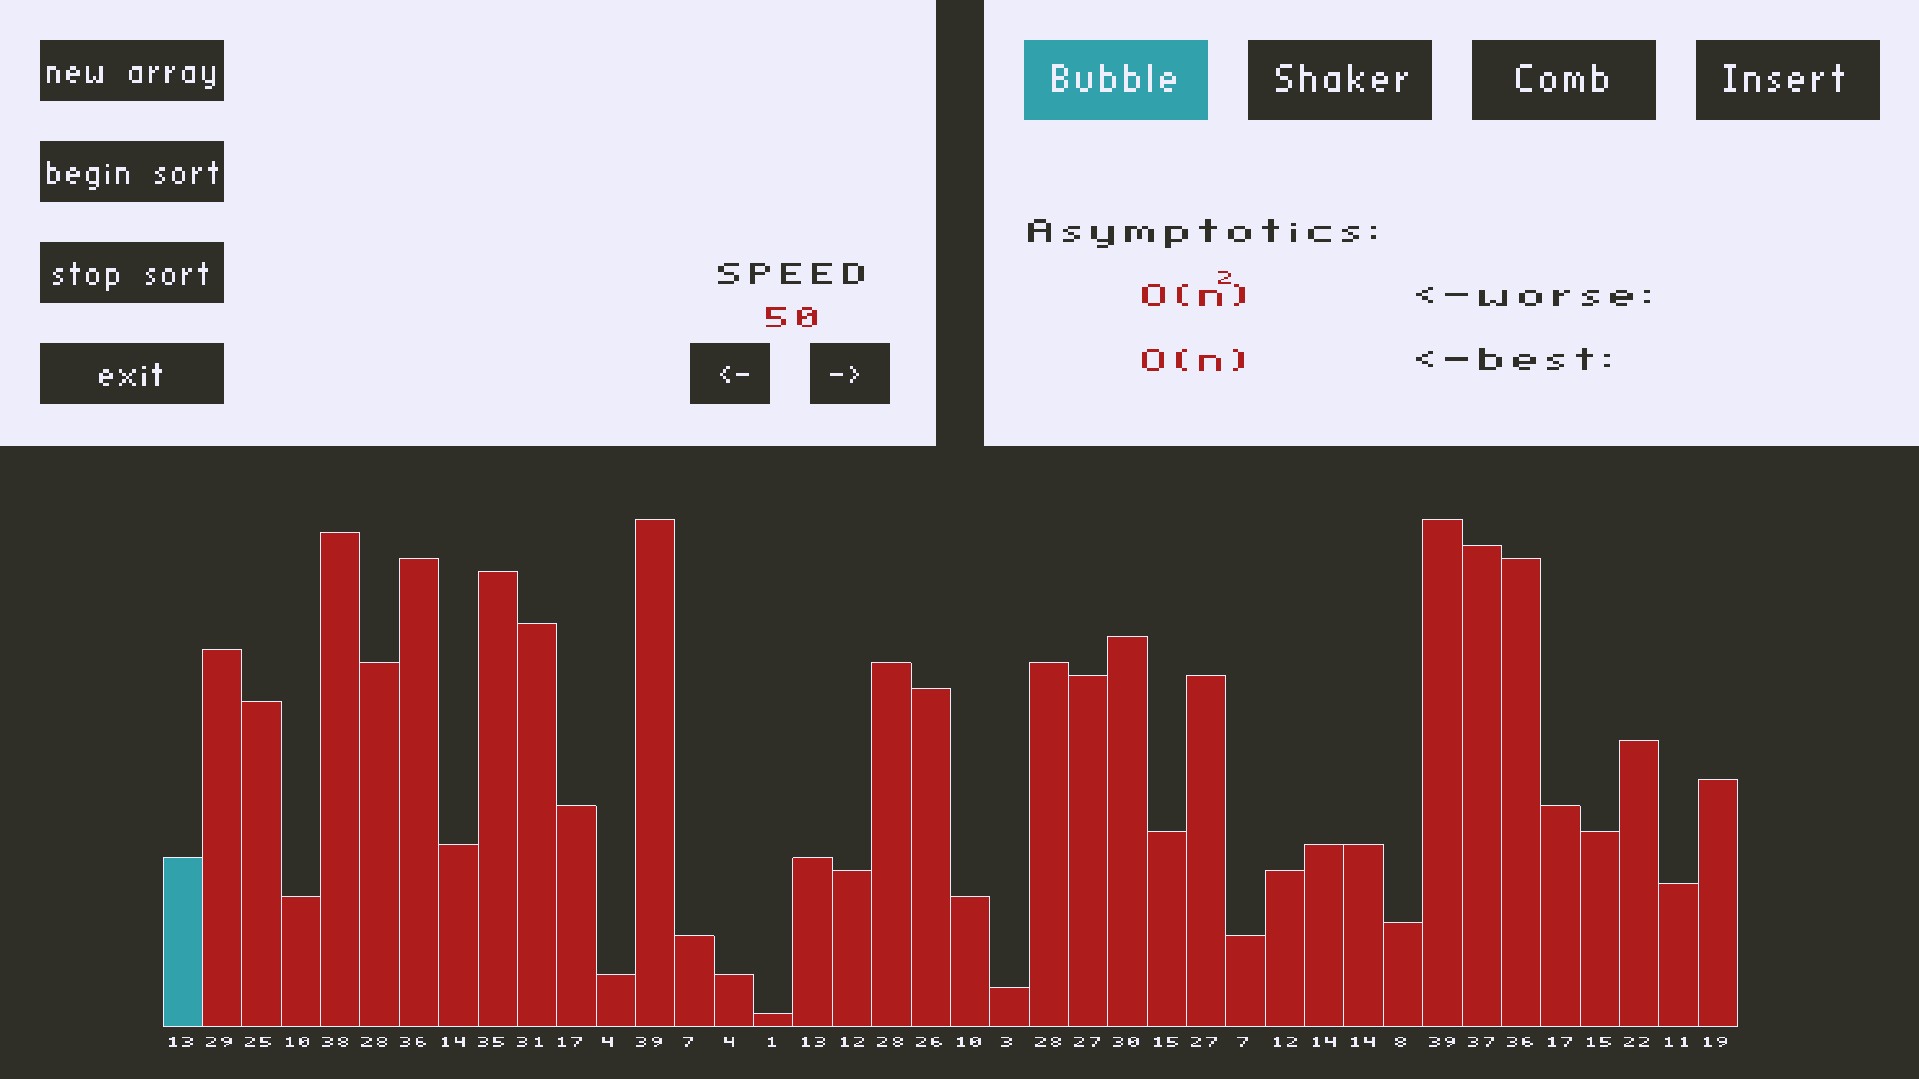 new array
begin sort
stop sort
exit
SPEED
50
<- ->
Bubble Shaker Comb Insert
Asymptotics:
O(n²) <-worse:
O(n) <-best:
13 29 25 10 38 28 36 14 35 31 17 4 39 7 4 1 13 12 28 26 10 3 28 27 30 15 27 7 12 14 14 8 39 37 36 17 15 22 11 19